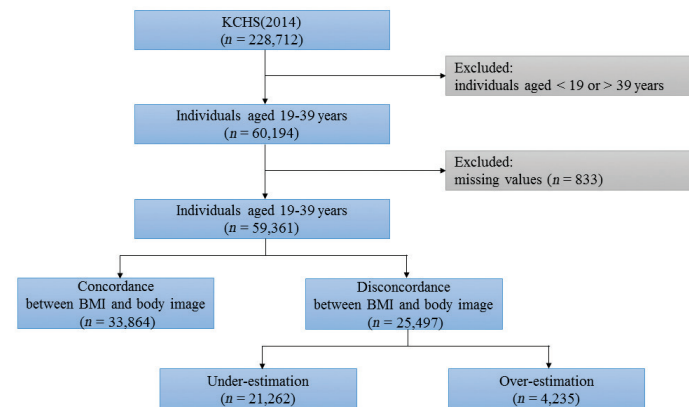 KCHS(2014)
(n = 228,712)
Excluded:
individuals aged < 19 or > 39 years
Individuals aged 19-39 years
(n = 60,194)
Excluded:
missing values (n = 833)
Individuals aged 19-39 years
(n = 59,361)
Concordance
between BMI and body image
(n = 33,864)
Disconcordance
between BMI and body image
(n = 25,497)
Under-estimation
(n = 21,262)
Over-estimation
(n = 4,235)